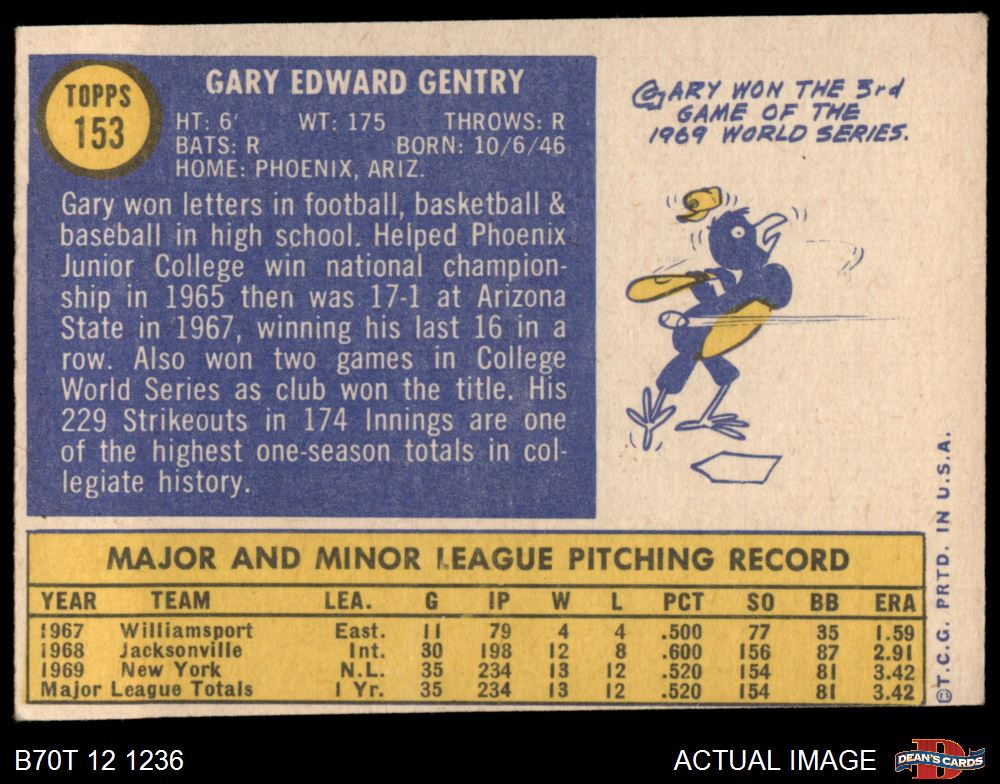 TOPPS
153
GARY EDWARD GENTRY
HT: 6' WT: 175 THROWS: R
BATS: R BORN: 10/6/46
HOME: PHOENIX, ARIZ.
Gary won letters in football, basketball &
baseball in high school. Helped Phoenix
Junior College win national champion-
ship in 1965 then was 17-1 at Arizona
State in 1967, winning his last 16 in a
row. Also won two games in College
World Series as club won the title. His
229 Strikeouts in 174 Innings are one
of the highest one-season totals in col-
legiate history.
GARY WON THE 3rd
GAME OF THE
1969 WORLD SERIES.
MAJOR AND MINOR LEAGUE PITCHING RECORD
YEAR TEAM LEA. G IP W L PCT SO BB ERA
1967 Williamsport East. 11 79 4 4 .500 77 35 1.59
1968 Jacksonville Int. 30 198 12 8 .600 156 87 2.91
1969 New York N.L. 35 234 13 12 .520 154 81 3.42
Major League Totals 1 Yr. 35 234 13 12 .520 154 81 3.42
©T.C.G. PRTD. IN U.S.A.
B70T 12 1236
ACTUAL IMAGE
D
DEAN'S CARDS